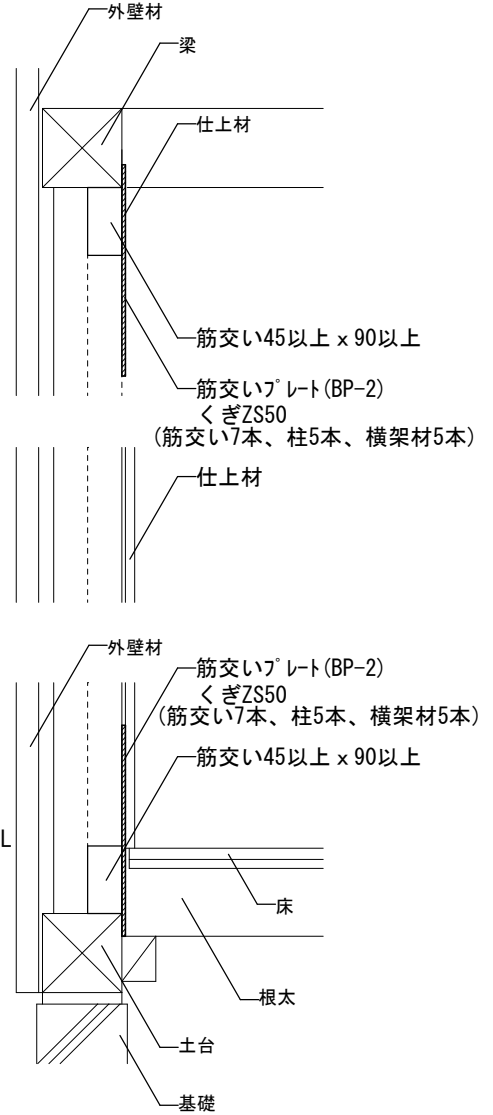 外壁材
梁
仕上材
筋交い45以上ｘ90以上
筋交いﾌﾟﾚｰﾄ(BP-2)
くぎZS50
(筋交い7本、柱5本、横架材5本)
仕上材
外壁材
筋交いﾌﾟﾚｰﾄ(BP-2)
くぎZS50
(筋交い7本、柱5本、横架材5本)
筋交い45以上ｘ90以上
L
床
根太
土台
基礎